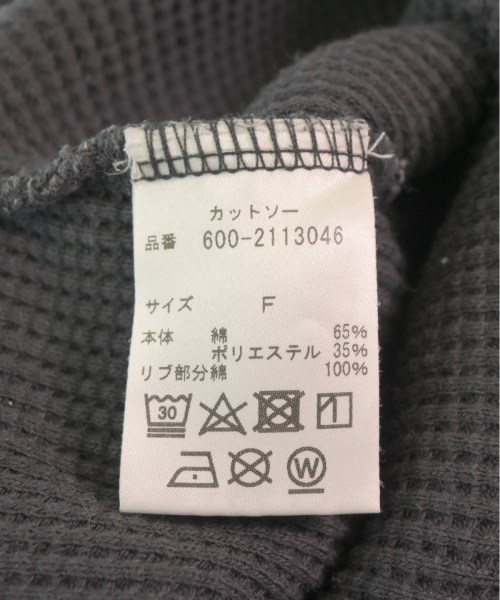 カットソー
品番 600-2113046
サイズ F
本体 綿 65%
ポリエステル 35%
リブ部分綿 100%
30
W